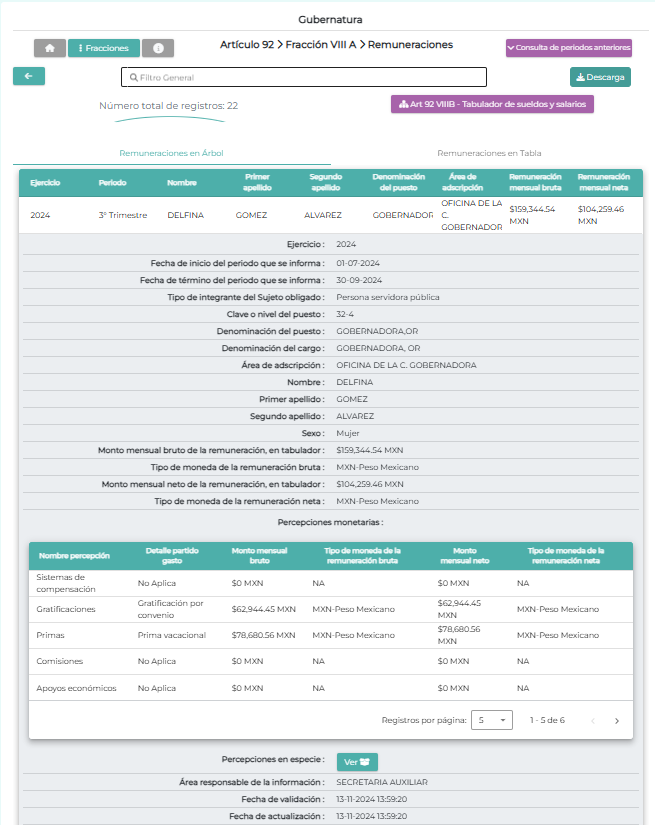 Gubernatura
Fracciones
Artículo 92 > Fracción VIII A > Remuneraciones
Consulta de periodos anteriores
Filtro General
Descarga
Número total de registros: 22
Art 92 VIIIB - Tabulador de sueldos y salarios
Remuneraciones en Árbol
Remuneraciones en Tabla
Ejercicio Periodo Nombre Primer apellido Segundo apellido Denominación del puesto Área de adscripción Remuneración mensual bruta Remuneración mensual neta
2024 3° Trimestre DELFINA GOMEZ ALVAREZ GOBERNADOR OFICINA DE LA C. GOBERNADOR $159,344.54 MXN $104,259.46 MXN
Ejercicio : 2024
Fecha de inicio del periodo que se informa : 01-07-2024
Fecha de término del periodo que se informa : 30-09-2024
Tipo de integrante del Sujeto obligado : Persona servidora pública
Clave o nivel del puesto : 32-4
Denominación del puesto : GOBERNADORA,OR
Denominación del cargo : GOBERNADORA, OR
Área de adscripción : OFICINA DE LA C. GOBERNADORA
Nombre : DELFINA
Primer apellido : GOMEZ
Segundo apellido : ALVAREZ
Sexo : Mujer
Monto mensual bruto de la remuneración, en tabulador : $159,344.54 MXN
Tipo de moneda de la remuneración bruta : MXN-Peso Mexicano
Monto mensual neto de la remuneración, en tabulador : $104,259.46 MXN
Tipo de moneda de la remuneración neta : MXN-Peso Mexicano
Percepciones monetarias :
Nombre percepción Detalle partido gasto Monto mensual bruto Tipo de moneda de la remuneración bruta Monto mensual neto Tipo de moneda de la remuneración neta
Sistemas de compensación No Aplica $0 MXN NA $0 MXN NA
Gratificaciones Gratificación por convenio $62,944.45 MXN MXN-Peso Mexicano $62,944.45 MXN MXN-Peso Mexicano
Primas Prima vacacional $78,680.56 MXN MXN-Peso Mexicano $78,680.56 MXN MXN-Peso Mexicano
Comisiones No Aplica $0 MXN NA $0 MXN NA
Apoyos económicos No Aplica $0 MXN NA $0 MXN NA
Registros por página: 5 1 - 5 de 6
Percepciones en especie : Ver
Área responsable de la información : SECRETARIA AUXILIAR
Fecha de validación : 13-11-2024 13:59:20
Fecha de actualización : 13-11-2024 13:59:20